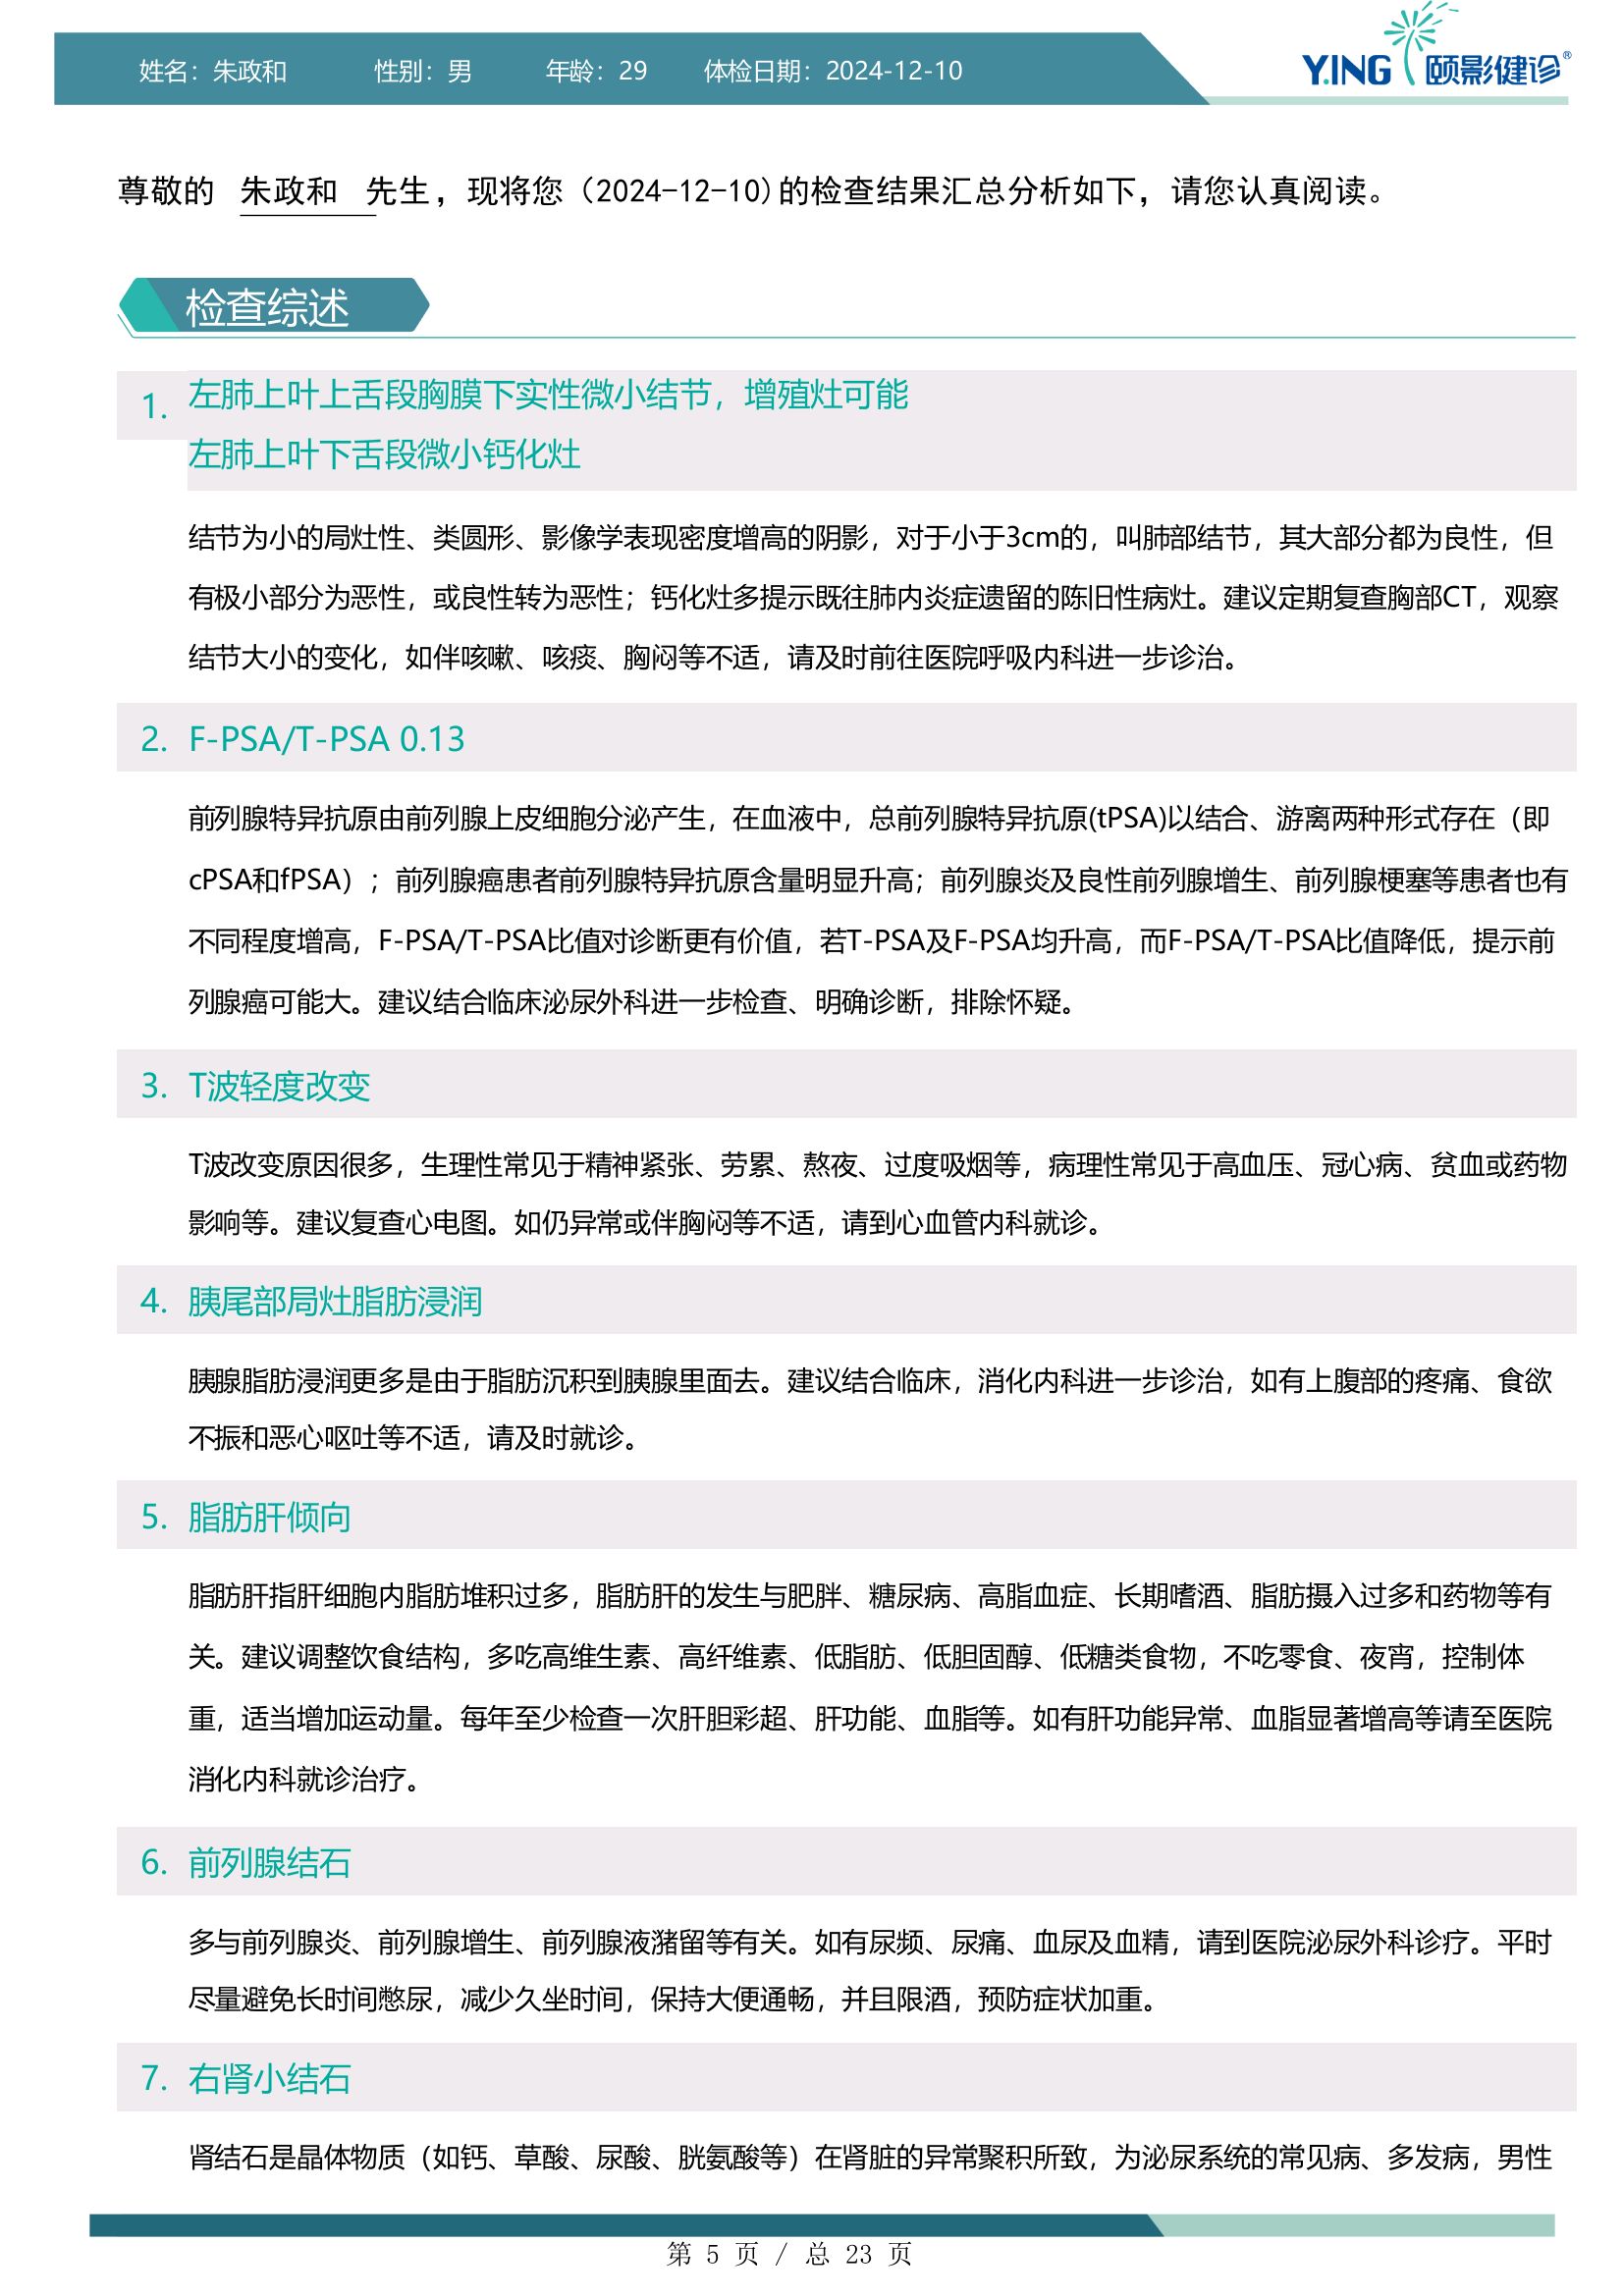 姓名：朱政和 性别：男 年龄：29 体检日期：2024-12-10
YING 颐影健诊®
尊敬的 朱政和 先生，现将您（2024-12-10)的检查结果汇总分析如下，请您认真阅读。
检查综述
1. 左肺上叶上舌段胸膜下实性微小结节，增殖灶可能
左肺上叶下舌段微小钙化灶
结节为小的局灶性、类圆形、影像学表现密度增高的阴影，对于小于3cm的，叫肺部结节，其大部分都为良性，但
有极小部分为恶性，或良性转为恶性；钙化灶多提示既往肺内炎症遗留的陈旧性病灶。建议定期复查胸部CT，观察
结节大小的变化，如伴咳嗽、咳痰、胸闷等不适，请及时前往医院呼吸内科进一步诊治。
2. F-PSA/T-PSA 0.13
前列腺特异抗原由前列腺上皮细胞分泌产生，在血液中，总前列腺特异抗原(tPSA)以结合、游离两种形式存在（即
cPSA和fPSA）；前列腺癌患者前列腺特异抗原含量明显升高；前列腺炎及良性前列腺增生、前列腺梗塞等患者也有
不同程度增高，F-PSA/T-PSA比值对诊断更有价值，若T-PSA及F-PSA均升高，而F-PSA/T-PSA比值降低，提示前
列腺癌可能大。建议结合临床泌尿外科进一步检查、明确诊断，排除怀疑。
3. T波轻度改变
T波改变原因很多，生理性常见于精神紧张、劳累、熬夜、过度吸烟等，病理性常见于高血压、冠心病、贫血或药物
影响等。建议复查心电图。如仍异常或伴胸闷等不适，请到心血管内科就诊。
4. 胰尾部局灶脂肪浸润
胰腺脂肪浸润更多是由于脂肪沉积到胰腺里面去。建议结合临床，消化内科进一步诊治，如有上腹部的疼痛、食欲
不振和恶心呕吐等不适，请及时就诊。
5. 脂肪肝倾向
脂肪肝指肝细胞内脂肪堆积过多，脂肪肝的发生与肥胖、糖尿病、高脂血症、长期嗜酒、脂肪摄入过多和药物等有
关。建议调整饮食结构，多吃高维生素、高纤维素、低脂肪、低胆固醇、低糖类食物，不吃零食、夜宵，控制体
重，适当增加运动量。每年至少检查一次肝胆彩超、肝功能、血脂等。如有肝功能异常、血脂显著增高等请至医院
消化内科就诊治疗。
6. 前列腺结石
多与前列腺炎、前列腺增生、前列腺液潴留等有关。如有尿频、尿痛、血尿及血精，请到医院泌尿外科诊疗。平时
尽量避免长时间憋尿，减少久坐时间，保持大便通畅，并且限酒，预防症状加重。
7. 右肾小结石
肾结石是晶体物质（如钙、草酸、尿酸、胱氨酸等）在肾脏的异常聚积所致，为泌尿系统的常见病、多发病，男性
第 5 页 / 总 23 页